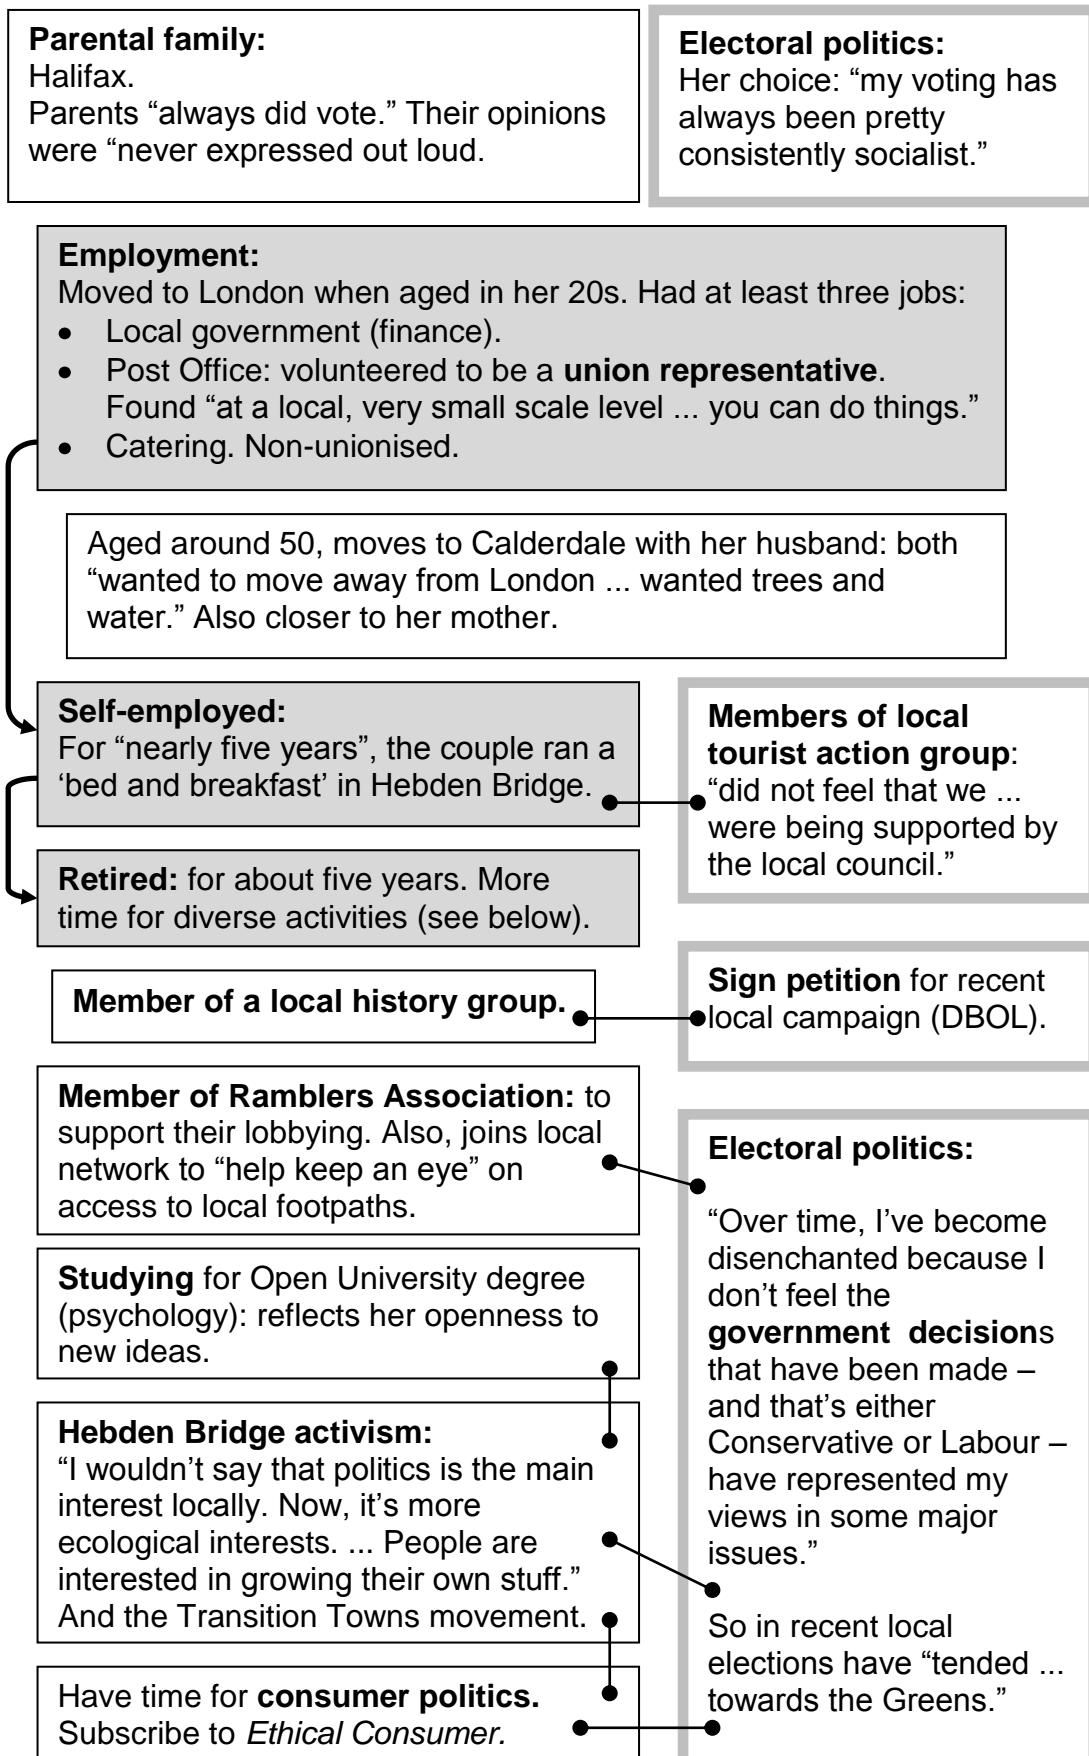 Parental family:
Halifax.
Parents “always did vote.” Their opinions
were “never expressed out loud.
Electoral politics:
Her choice: “my voting has
always been pretty
consistently socialist.”
Employment:
Moved to London when aged in her 20s. Had at least three jobs:
• Local government (finance).
• Post Office: volunteered to be a union representative.
Found “at a local, very small scale level ... you can do things.”
• Catering. Non-unionised.
Aged around 50, moves to Calderdale with her husband: both
“wanted to move away from London ... wanted trees and
water.” Also closer to her mother.
Self-employed:
For “nearly five years”, the couple ran a
‘bed and breakfast’ in Hebden Bridge.
Members of local
tourist action group:
“did not feel that we ...
were being supported by
the local council.”
Retired: for about five years. More
time for diverse activities (see below).
Member of a local history group.
Sign petition for recent
local campaign (DBOL).
Member of Ramblers Association: to
support their lobbying. Also, joins local
network to “help keep an eye” on
access to local footpaths.
Studying for Open University degree
(psychology): reflects her openness to
new ideas.
Hebden Bridge activism:
“I wouldn’t say that politics is the main
interest locally. Now, it’s more
ecological interests. ... People are
interested in growing their own stuff.”
And the Transition Towns movement.
Have time for consumer politics.
Subscribe to Ethical Consumer.
Electoral politics:
“Over time, I’ve become
disenchanted because I
don’t feel the
government decisions
that have been made –
and that’s either
Conservative or Labour –
have represented my
views in some major
issues.”
So in recent local
elections have “tended ...
towards the Greens.”